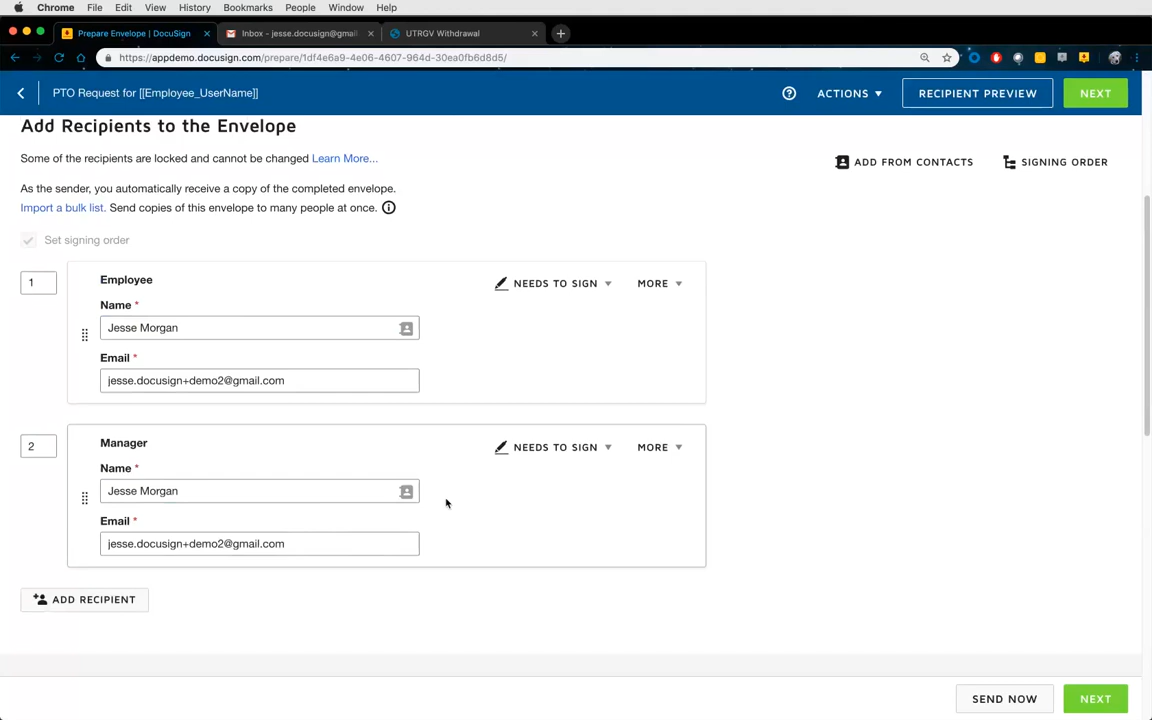 Chrome File Edit View History Bookmarks People Window Help
Prepare Envelope | DocuSign × Inbox - jesse.docusign@gmail × UTRGV Withdrawal ×
https://appdemo.docusign.com/prepare/1df4e6a9-4e06-4607-964d-30ea0fb6d8d5/
PTO Request for [[Employee_UserName]] ACTIONS RECIPIENT PREVIEW NEXT
Add Recipients to the Envelope
Some of the recipients are locked and cannot be changed Learn More...
ADD FROM CONTACTS SIGNING ORDER
As the sender, you automatically receive a copy of the completed envelope.
Import a bulk list. Send copies of this envelope to many people at once.
Set signing order
1 Employee NEEDS TO SIGN MORE
Name *
Jesse Morgan
Email *
jesse.docusign+demo2@gmail.com
2 Manager NEEDS TO SIGN MORE
Name *
Jesse Morgan
Email *
jesse.docusign+demo2@gmail.com
ADD RECIPIENT
SEND NOW NEXT